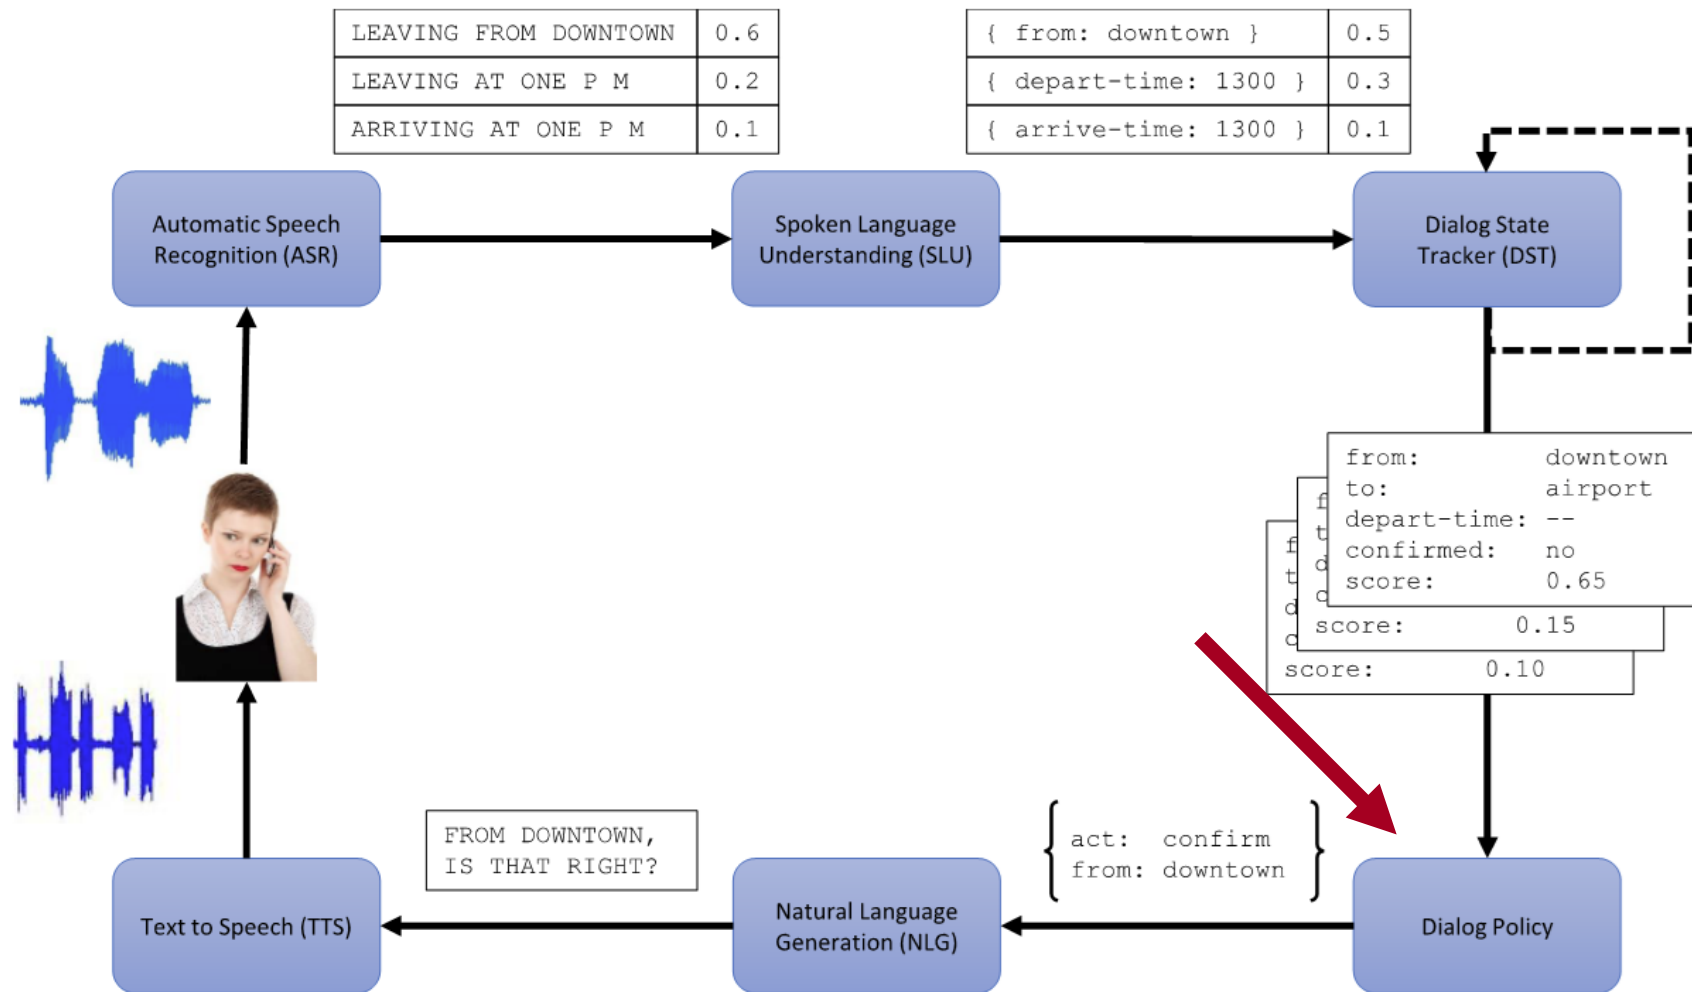 LEAVING FROM DOWNTOWN 0.6
LEAVING AT ONE P M 0.2
ARRIVING AT ONE P M 0.1
{ from: downtown } 0.5
{ depart-time: 1300 } 0.3
{ arrive-time: 1300 } 0.1
Automatic Speech
Recognition (ASR)
Spoken Language
Understanding (SLU)
Dialog State
Tracker (DST)
from: downtown
to: airport
depart-time: --
confirmed: no
score: 0.65
f
t
d
c
score: 0.15
f
t
d
c
score: 0.10
act: confirm
from: downtown
FROM DOWNTOWN,
IS THAT RIGHT?
Text to Speech (TTS)
Natural Language
Generation (NLG)
Dialog Policy